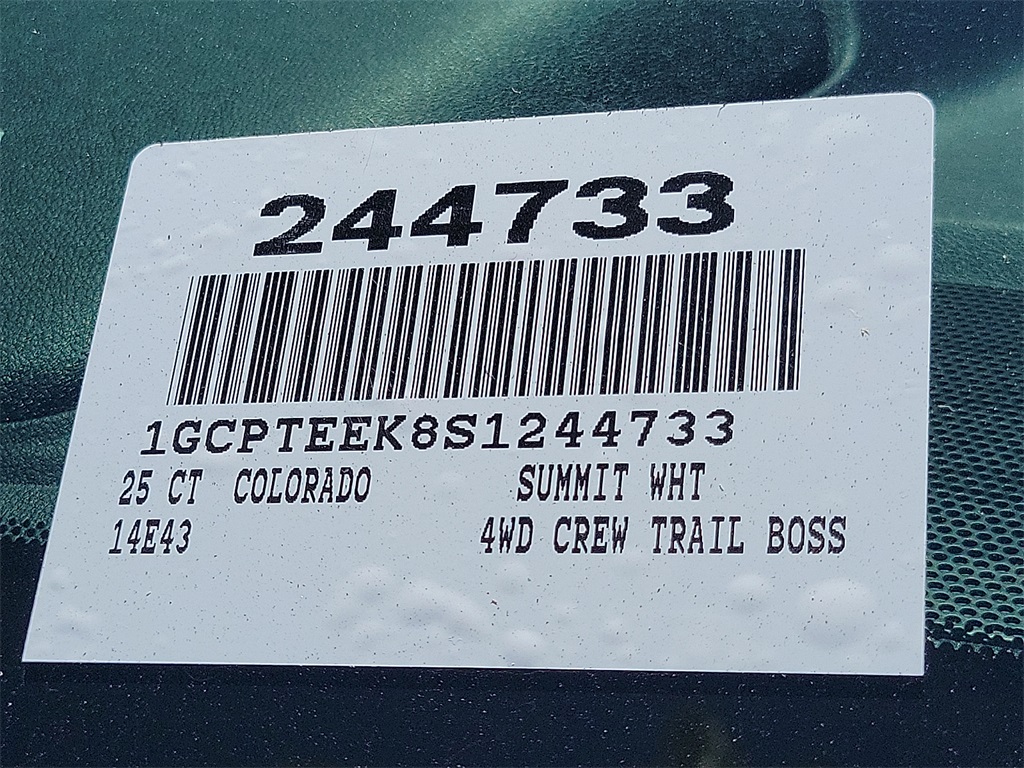 244733
1GCPTEEK8S1244733
25 CT COLORADO SUMMIT WHT
14E43 4WD CREW TRAIL BOSS